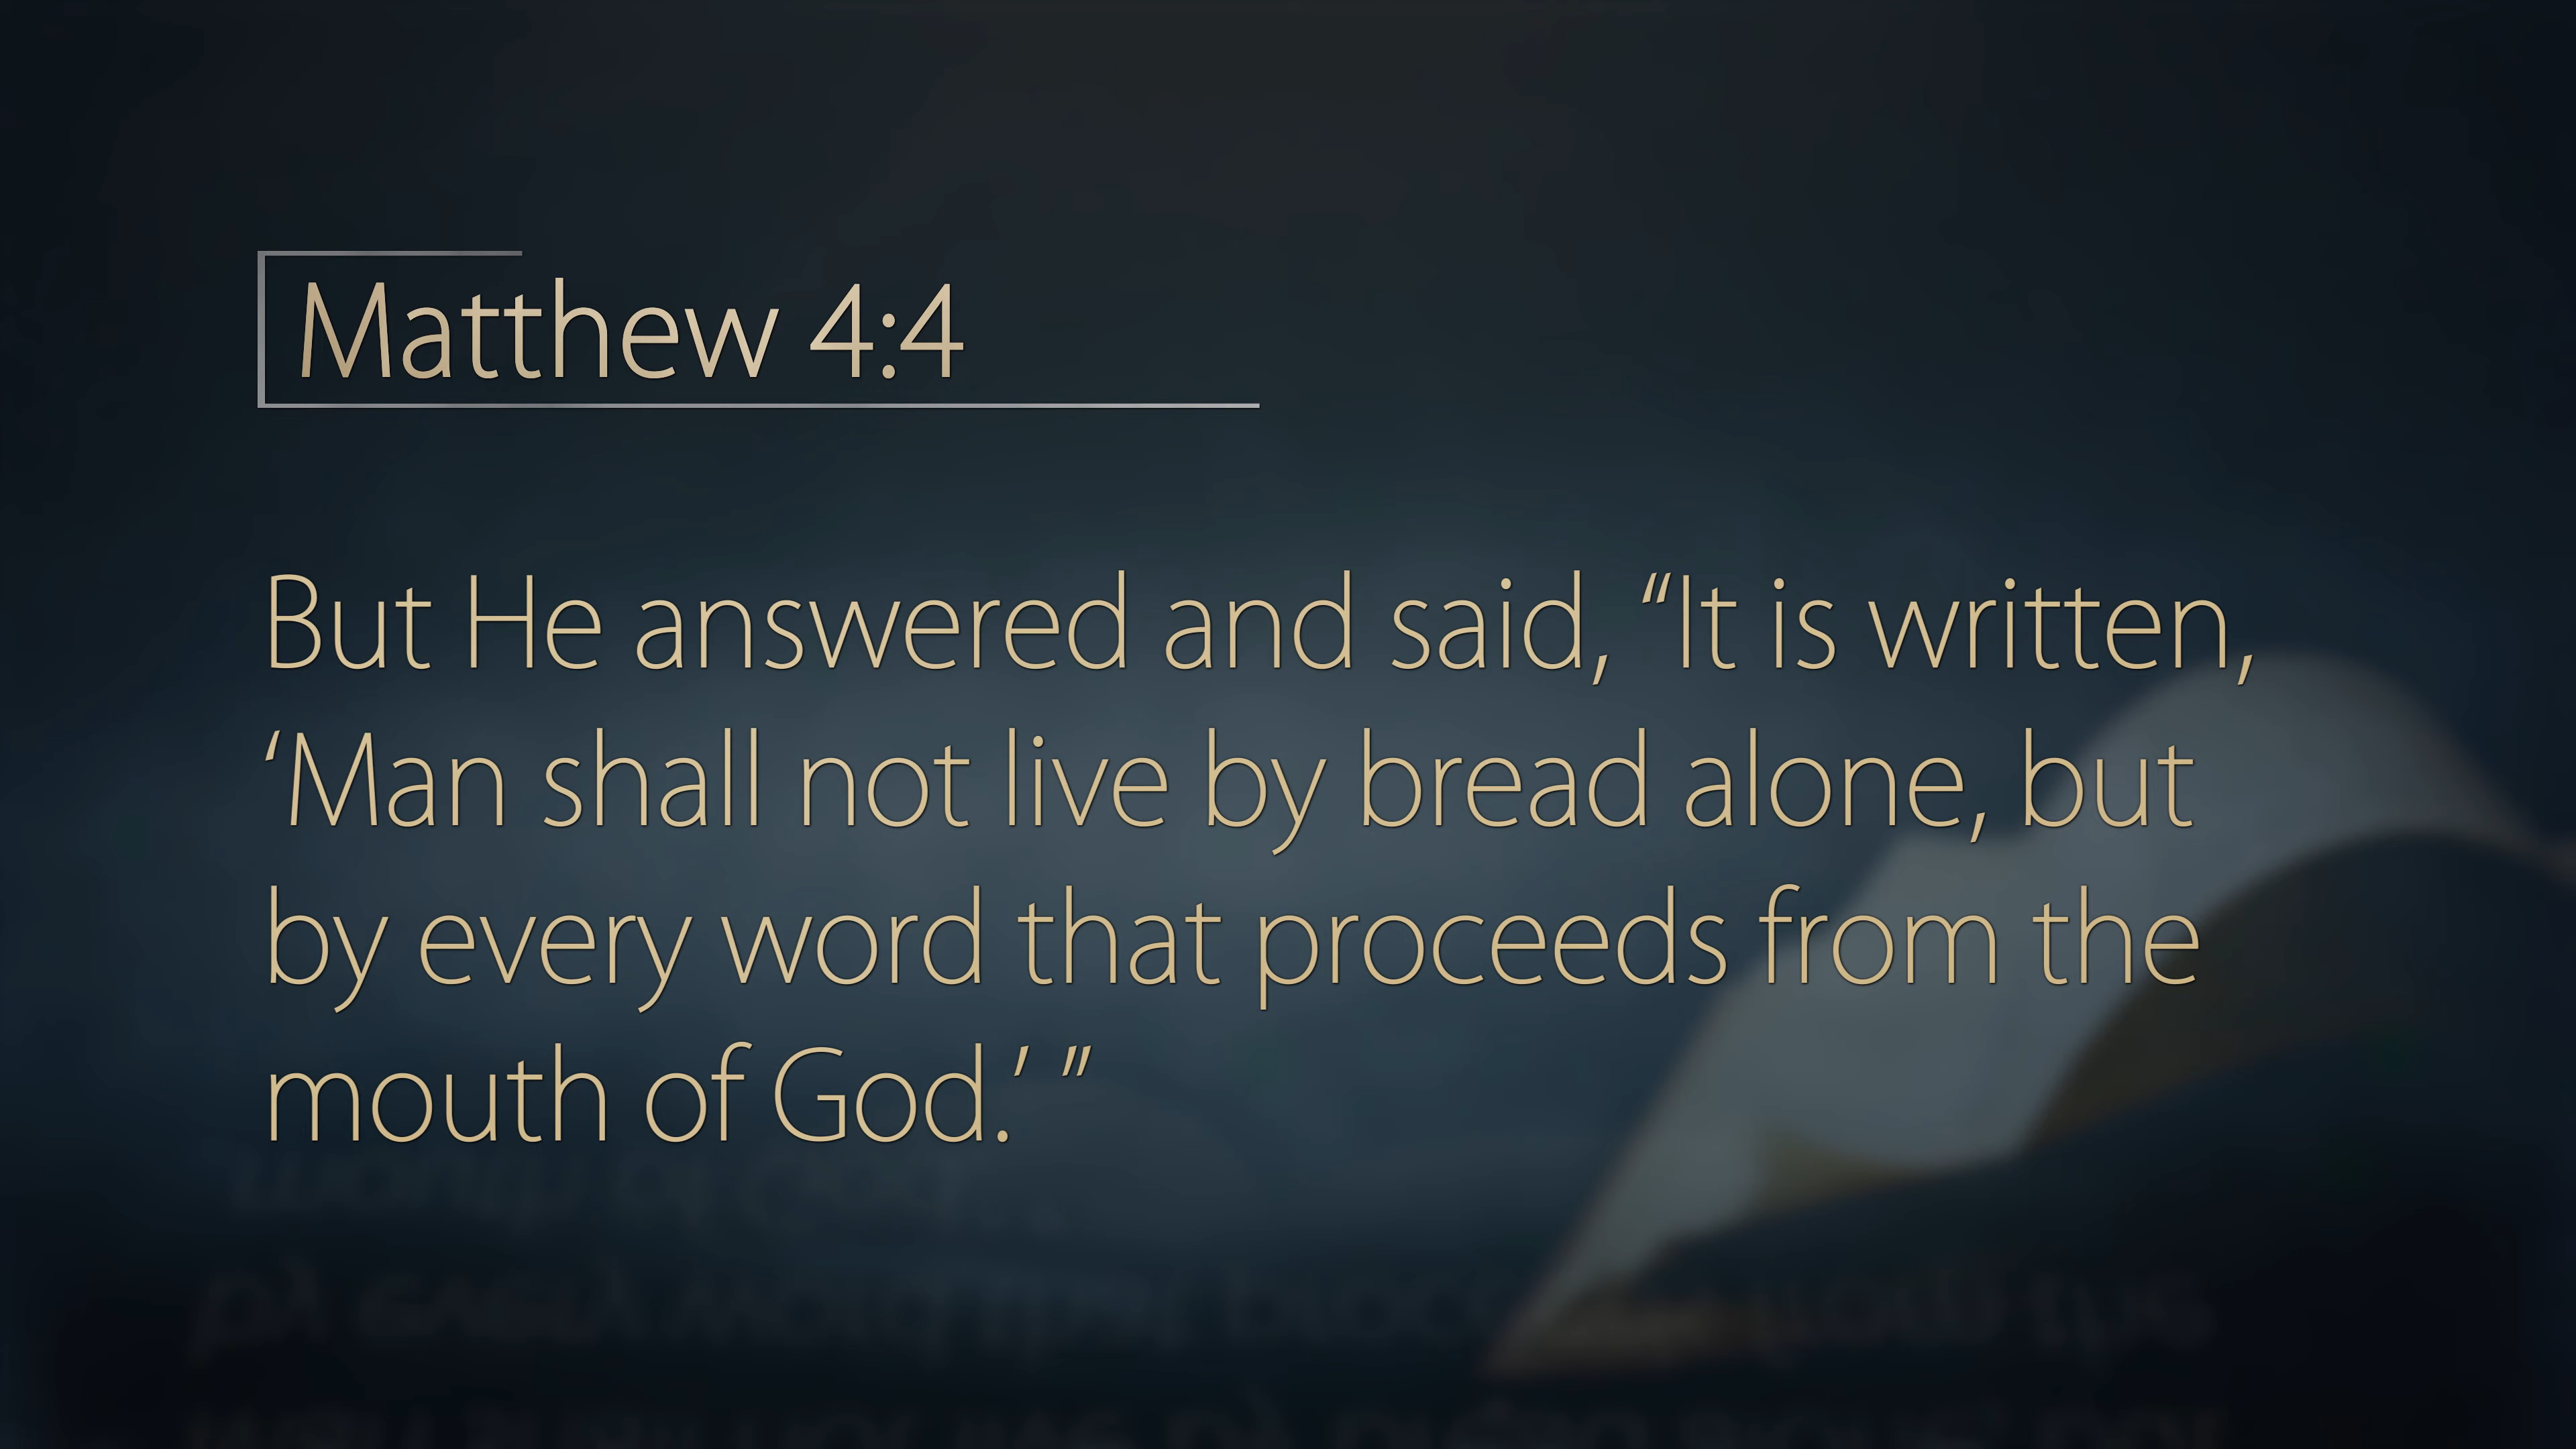 Matthew 4:4
But He answered and said, “It is written,
‘Man shall not live by bread alone, but
by every word that proceeds from the
mouth of God.’ ”